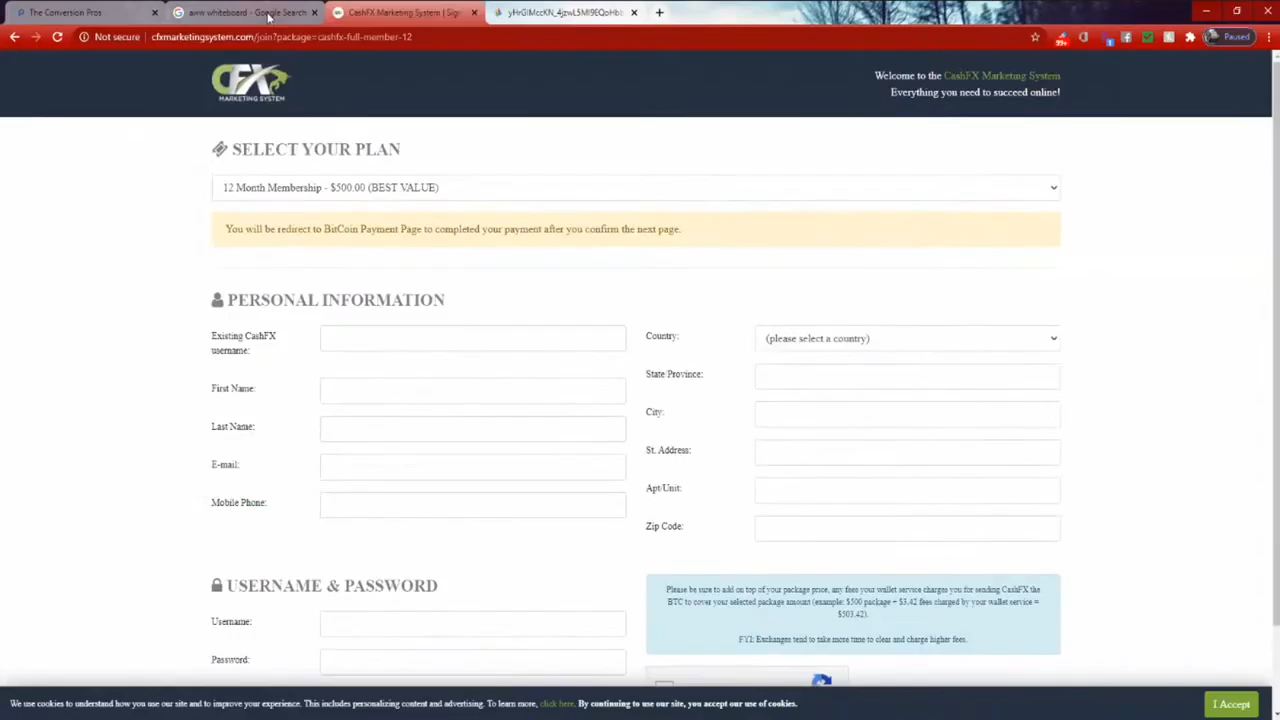 The Conversion Pros
aww whiteboard - Google Search
CashFX Marketing System | Sig
Not secure | cfxmarketingsystem.com/join?package=cashfx-full-member-12
99+
Paused
CFX
MARKETING SYSTEM
Welcome to the CashFX Marketing System
Everything you need to succeed online!
SELECT YOUR PLAN
12 Month Membership - $500.00 (BEST VALUE)
You will be redirect to BitCoin Payment Page to completed your payment after you confirm the next page.
PERSONAL INFORMATION
Existing CashFX
username:
First Name:
Last Name:
E-mail:
Mobile Phone:
Country:
(please select a country)
State/Province:
City:
St. Address:
Apt/Unit:
Zip Code:
USERNAME & PASSWORD
Username:
Password:
Please be sure to add on top of your package price, any fees your wallet service charges you for sending CashFX the
BTC to cover your selected package amount (example: $500 package + $3.42 fees charged by your wallet service =
$503.42).
FYI: Exchanges tend to take more time to clear and charge higher fees.
We use cookies to understand how you use our site and to improve your experience. This includes personalizing content and advertising. To learn more, click here. By continuing to use our site, you accept our use of cookies.
I Accept